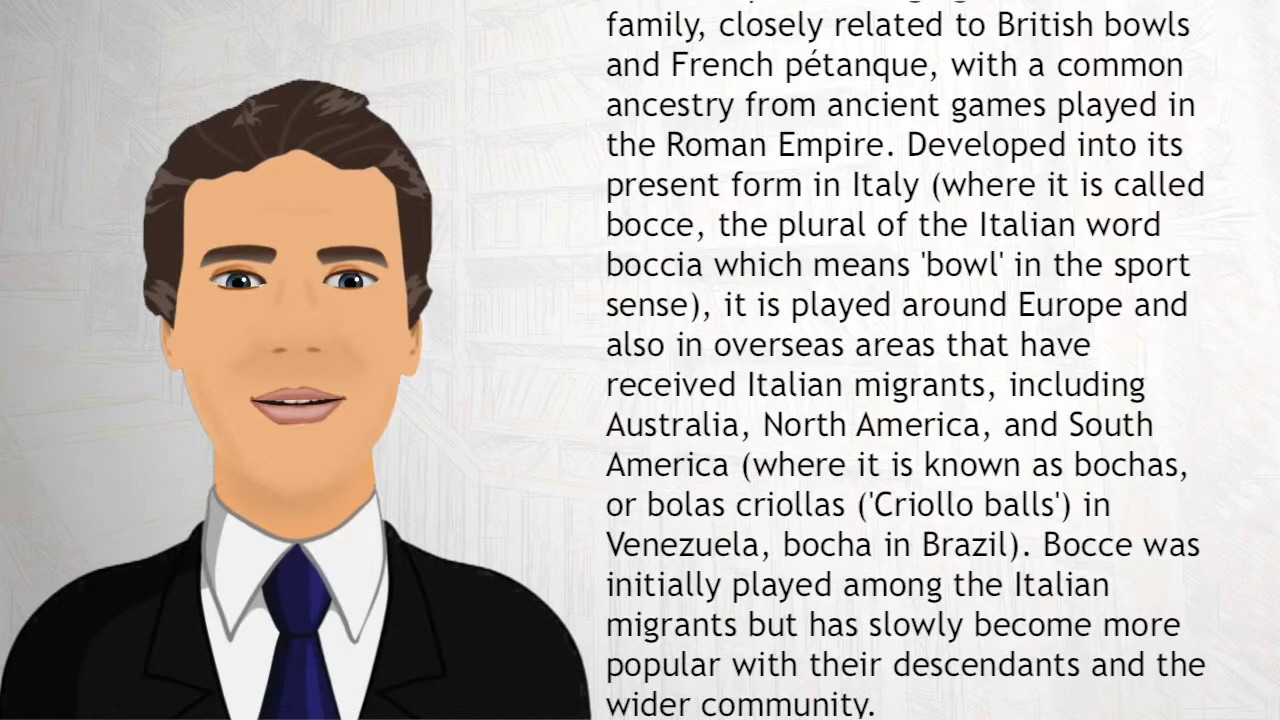 family, closely related to British bowls
and French pétanque, with a common
ancestry from ancient games played in
the Roman Empire. Developed into its
present form in Italy (where it is called
bocce, the plural of the Italian word
boccia which means 'bowl' in the sport
sense), it is played around Europe and
also in overseas areas that have
received Italian migrants, including
Australia, North America, and South
America (where it is known as bochas,
or bolas criollas ('Criollo balls') in
Venezuela, bocha in Brazil). Bocce was
initially played among the Italian
migrants but has slowly become more
popular with their descendants and the
wider community.